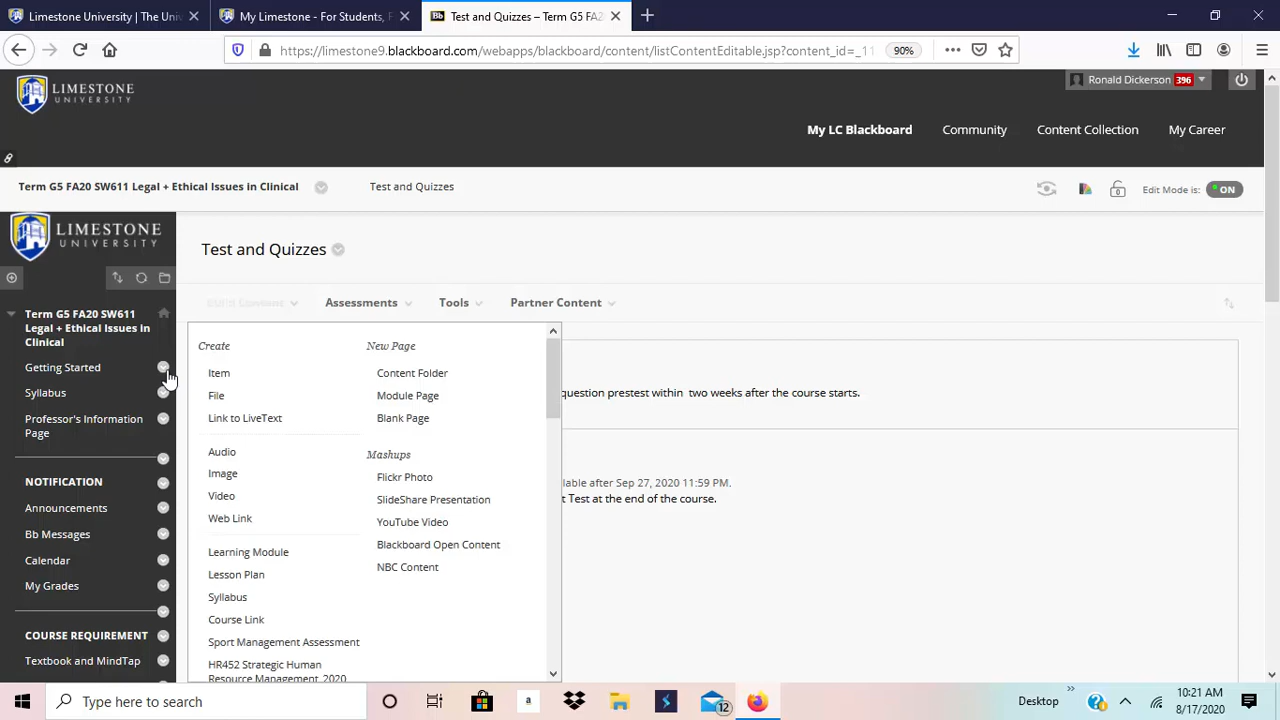 Limestone University | The Univ
My Limestone - For Students, F
Bb Test and Quizzes – Term G5 FA20
https://limestone9.blackboard.com/webapps/blackboard/content/listContentEditable.jsp?content_id=_11
90%
LIMESTONE
UNIVERSITY
Ronald Dickerson 396
My LC Blackboard Community Content Collection My Career
Term G5 FA20 SW611 Legal + Ethical Issues in Clinical Test and Quizzes
Edit Mode is: ON
LIMESTONE
UNIVERSITY
Test and Quizzes
Build Content Assessments Tools Partner Content
Term G5 FA20 SW611
Legal + Ethical Issues in
Clinical
Getting Started
Syllabus
Professor's Information
Page
NOTIFICATION
Announcements
Bb Messages
Calendar
My Grades
COURSE REQUIREMENT
Textbook and MindTap
Create
Item
File
Link to LiveText
Audio
Image
Video
Web Link
Learning Module
Lesson Plan
Syllabus
Course Link
Sport Management Assessment
HR452 Strategic Human
Resource Management, 2020
New Page
Content Folder
Module Page
Blank Page
Mashups
Flickr Photo
SlideShare Presentation
YouTube Video
Blackboard Open Content
NBC Content
question prestest within two weeks after the course starts.
lable after Sep 27, 2020 11:59 PM.
t Test at the end of the course.
Type here to search
a
12
Desktop
10:21 AM
8/17/2020